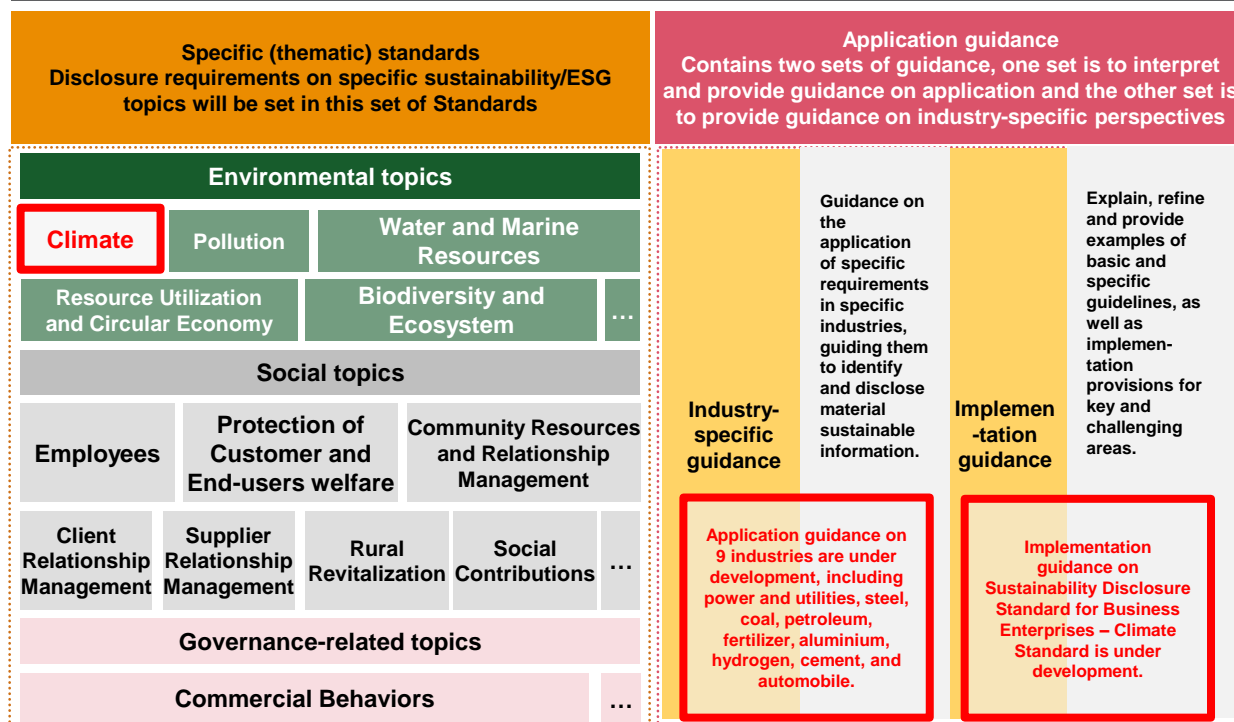 Specific (thematic) standards
Disclosure requirements on specific sustainability/ESG
topics will be set in this set of Standards
Application guidance
Contains two sets of guidance, one set is to interpret
and provide guidance on application and the other set is
to provide guidance on industry-specific perspectives
Environmental topics
Climate
Pollution
Water and Marine
Resources
Resource Utilization
and Circular Economy
Biodiversity and
Ecosystem
...
Social topics
Employees
Protection of
Customer and
End-users welfare
Community Resources
and Relationship
Management
Client
Relationship
Management
Supplier
Relationship
Management
Rural
Revitalization
Social
Contributions
...
Governance-related topics
Commercial Behaviors
...
Industry-
specific
guidance
Guidance on
the
application
of specific
requirements
in specific
industries,
guiding them
to identify
and disclose
material
sustainable
information.
Application guidance on
9 industries are under
development, including
power and utilities, steel,
coal, petroleum,
fertilizer, aluminium,
hydrogen, cement, and
automobile.
Implemen
-tation
guidance
Explain, refine
and provide
examples of
basic and
specific
guidelines, as
well as
implemen-
tation
provisions for
key and
challenging
areas.
Implementation
guidance on
Sustainability Disclosure
Standard for Business
Enterprises – Climate
Standard is under
development.